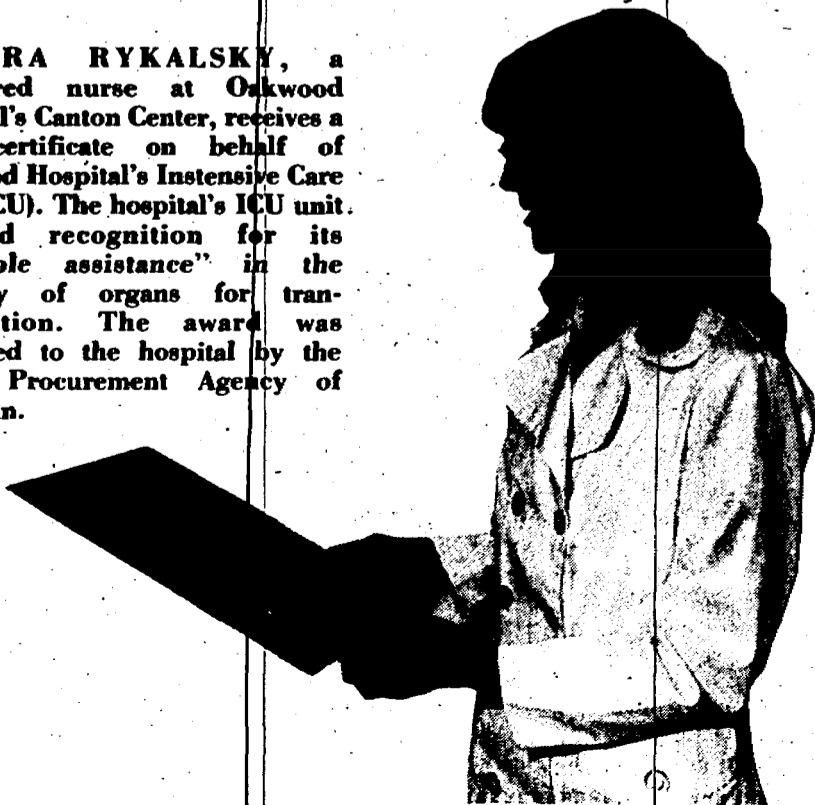 RA RYKALSKY, a
red nurse at Oakwood
l's Canton Center, receives a
certificate on behalf of
d Hospital's Instensive Care
CU). The hospital's ICU unit
d recognition for its
ole assistance" in the
y of organs for tran-
tion. The award was
ed to the hospital by the
Procurement Agency of
n.